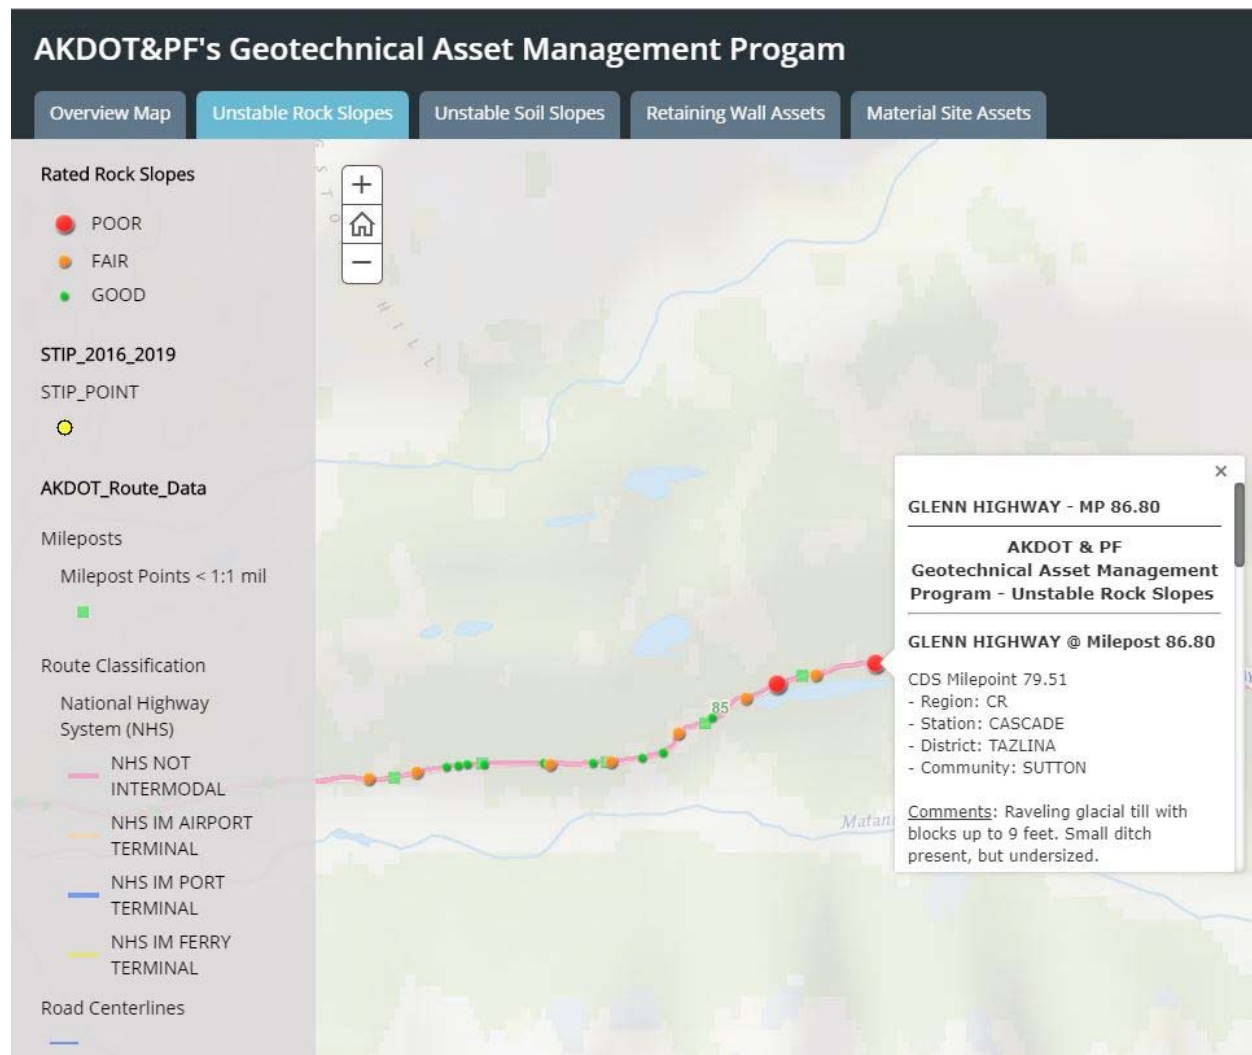 AKDOT&PF's Geotechnical Asset Management Progam
Overview Map
Unstable Rock Slopes
Unstable Soil Slopes
Retaining Wall Assets
Material Site Assets
Rated Rock Slopes
POOR
FAIR
GOOD
STIP_2016_2019
STIP_POINT
AKDOT_Route_Data
Mileposts
Milepost Points < 1:1 mil
Route Classification
National Highway
System (NHS)
NHS NOT
INTERMODAL
NHS IM AIRPORT
TERMINAL
NHS IM PORT
TERMINAL
NHS IM FERRY
TERMINAL
Road Centerlines
+
−
HILL
85
Matan
×
GLENN HIGHWAY - MP 86.80
AKDOT & PF
Geotechnical Asset Management
Program - Unstable Rock Slopes
GLENN HIGHWAY @ Milepost 86.80
CDS Milepoint 79.51
- Region: CR
- Station: CASCADE
- District: TAZLINA
- Community: SUTTON
Comments: Raveling glacial till with
blocks up to 9 feet. Small ditch
present, but undersized.